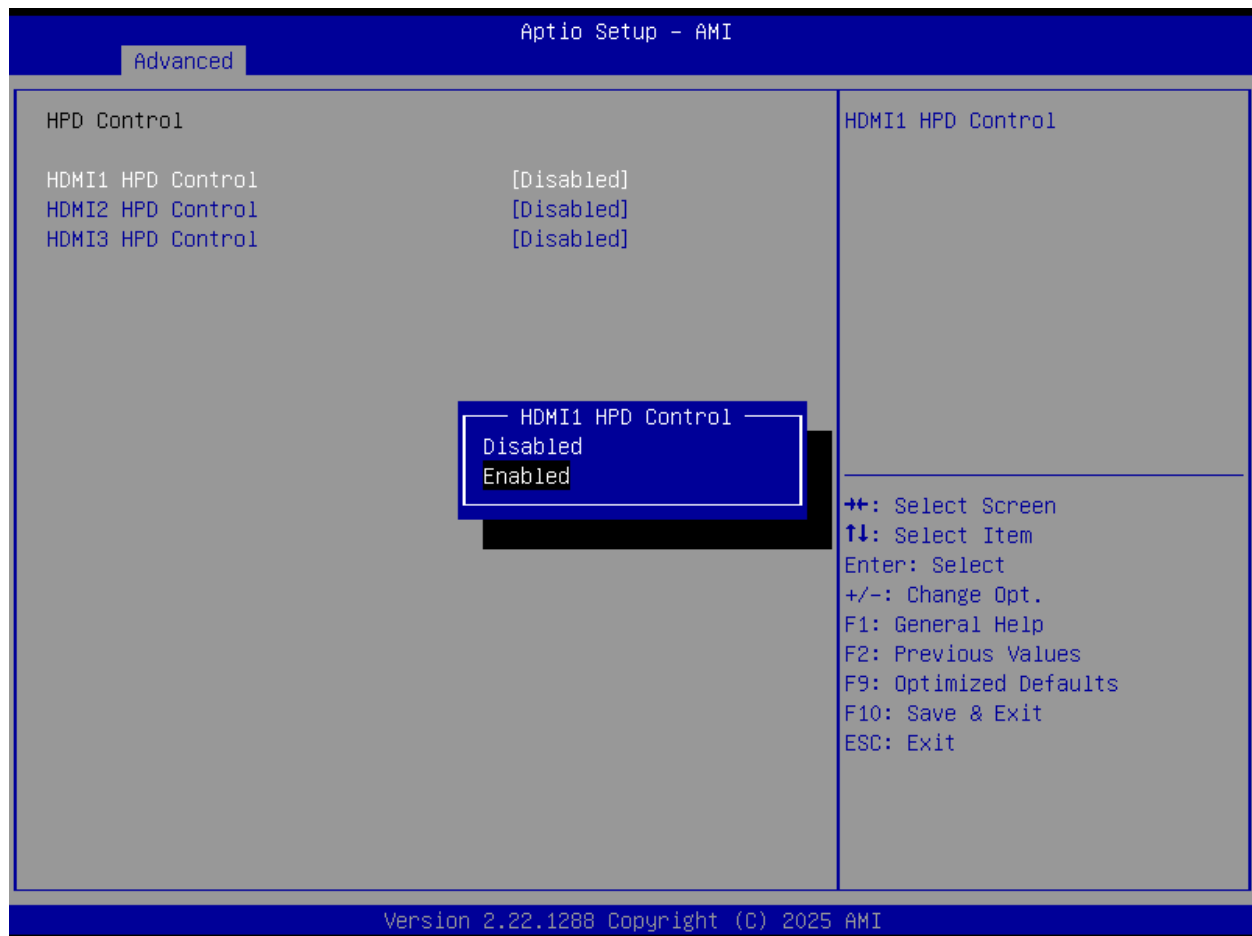 Aptio Setup – AMI
Advanced
HPD Control
HDMI1 HPD Control [Disabled]
HDMI2 HPD Control [Disabled]
HDMI3 HPD Control [Disabled]
HDMI1 HPD Control
Disabled
Enabled
HDMI1 HPD Control
→←: Select Screen
↑↓: Select Item
Enter: Select
+/-: Change Opt.
F1: General Help
F2: Previous Values
F9: Optimized Defaults
F10: Save & Exit
ESC: Exit
Version 2.22.1288 Copyright (C) 2025 AMI